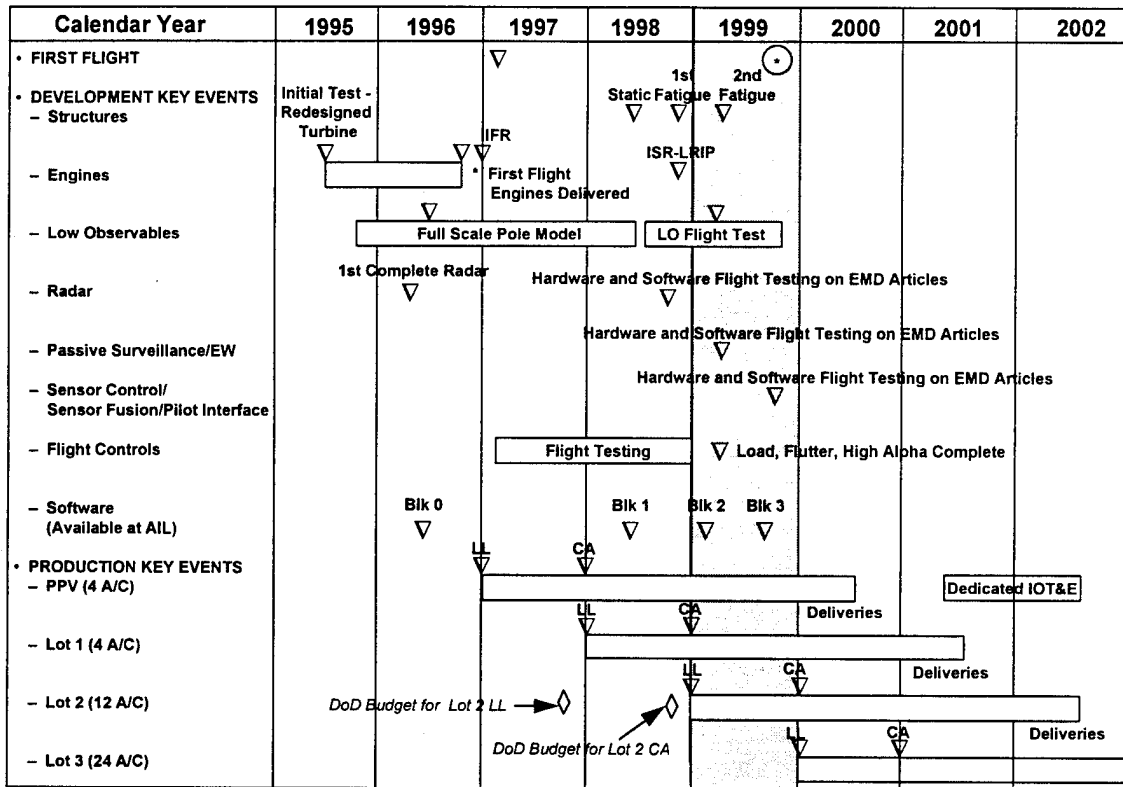 Calendar Year 1995 1996 1997 1998 1999 2000 2001 2002
• FIRST FLIGHT *
• DEVELOPMENT KEY EVENTS
– Structures
Initial Test -
Redesigned
Turbine
1st 2nd
Static Fatigue Fatigue
IFR
ISR-LRIP
– Engines
* First Flight
Engines Delivered
– Low Observables Full Scale Pole Model LO Flight Test
1st Complete Radar Hardware and Software Flight Testing on EMD Articles
– Radar
Hardware and Software Flight Testing on EMD Articles
– Passive Surveillance/EW
Hardware and Software Flight Testing on EMD Articles
– Sensor Control/
Sensor Fusion/Pilot Interface
– Flight Controls Flight Testing Load, Flutter, High Alpha Complete
– Software
(Available at AIL)
Blk 0 Blk 1 Blk 2 Blk 3
LL CA
• PRODUCTION KEY EVENTS
– PPV (4 A/C) Dedicated IOT&E
LL CA Deliveries
– Lot 1 (4 A/C)
LL CA Deliveries
– Lot 2 (12 A/C) DoD Budget for Lot 2 LL
LL CA Deliveries
DoD Budget for Lot 2 CA
– Lot 3 (24 A/C)